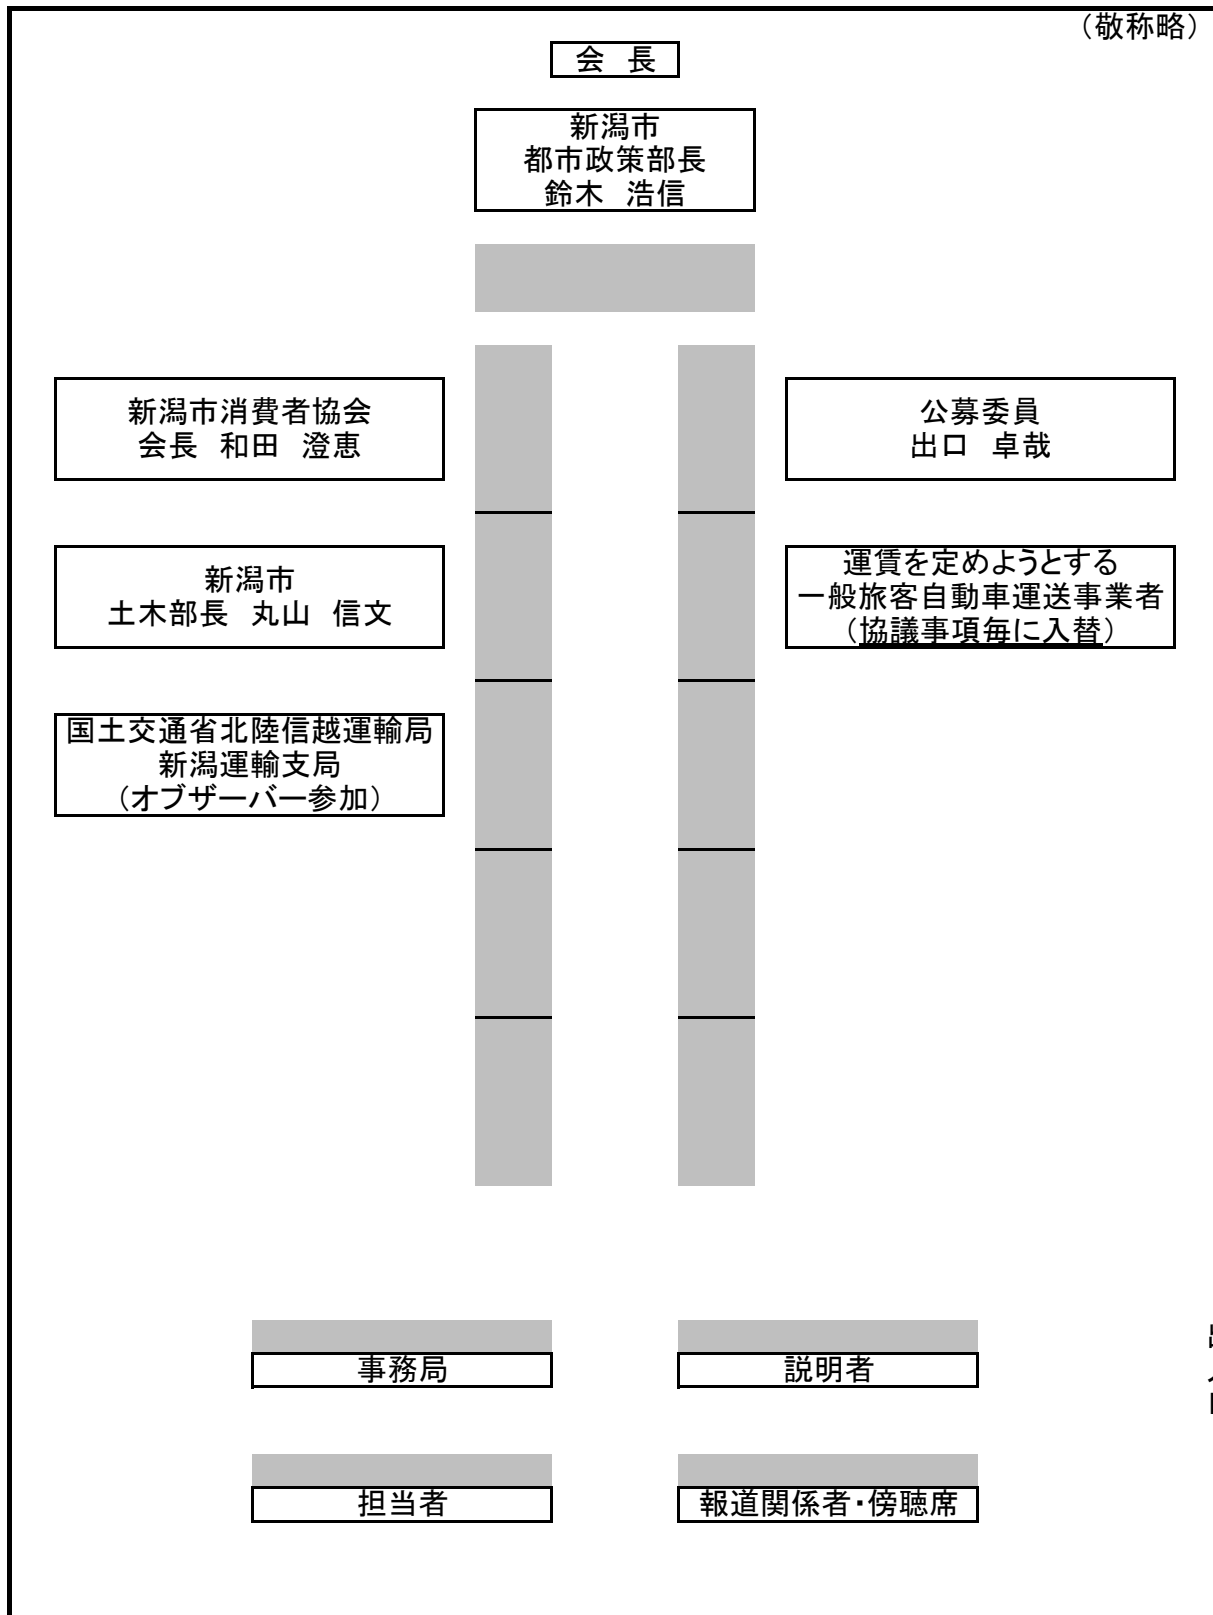 （敬称略）
会　長
新潟市
都市政策部長
鈴木　浩信
新潟市消費者協会
会長　和田　澄恵
公募委員
出口　卓哉
新潟市
土木部長　丸山　信文
運賃を定めようとする
一般旅客自動車運送事業者
（協議事項毎に入替）
国土交通省北陸信越運輸局
新潟運輸支局
（オブザーバー参加）
事務局
説明者
担当者
報道関係者・傍聴席